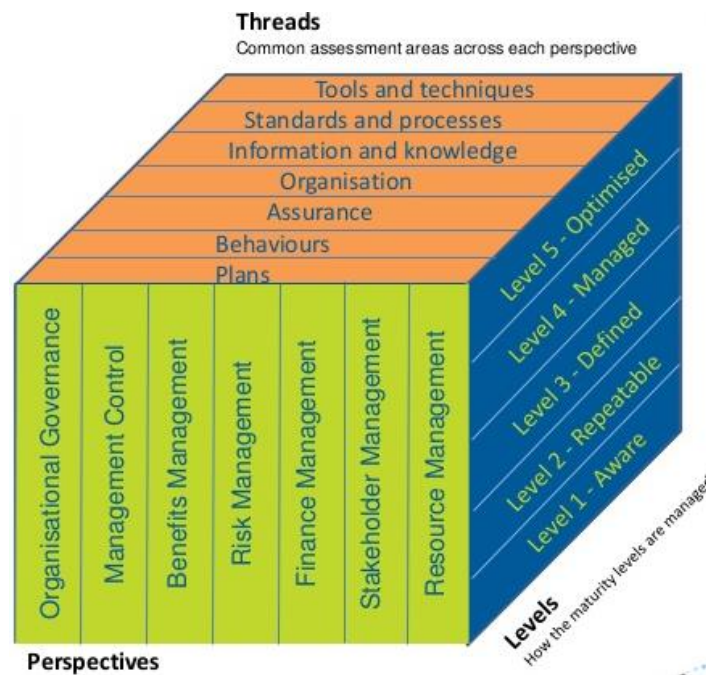 Threads
Common assessment areas across each perspective
Tools and techniques
Standards and processes
Information and knowledge
Organisation
Assurance
Behaviours
Plans
Organisational Governance
Management Control
Benefits Management
Risk Management
Finance Management
Stakeholder Management
Resource Management
Level 5 - Optimised
Level 4 - Managed
Level 3 - Defined
Level 2 - Repeatable
Level 1 - Aware
Levels
How the maturity levels are managed
Perspectives